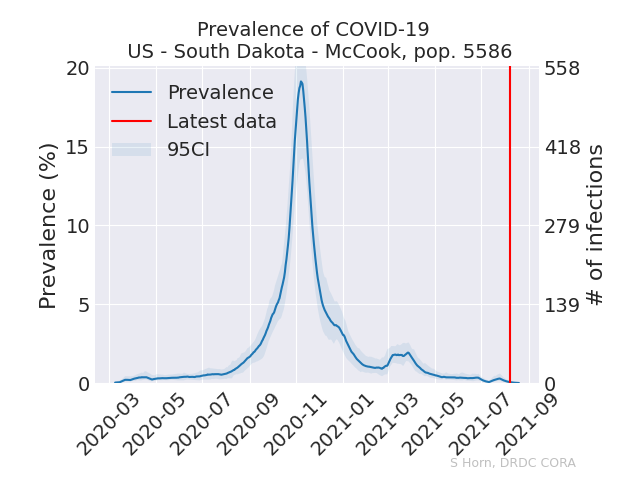 Prevalence of COVID-19
US - South Dakota - McCook, pop. 5586
Prevalence (%)
20
15
10
5
0
Prevalence
Latest data
95CI
558
418
279
139
0
# of infections
2020-03
2020-05
2020-07
2020-09
2020-11
2021-01
2021-03
2021-05
2021-07
2021-09
S Horn, DRDC CORA